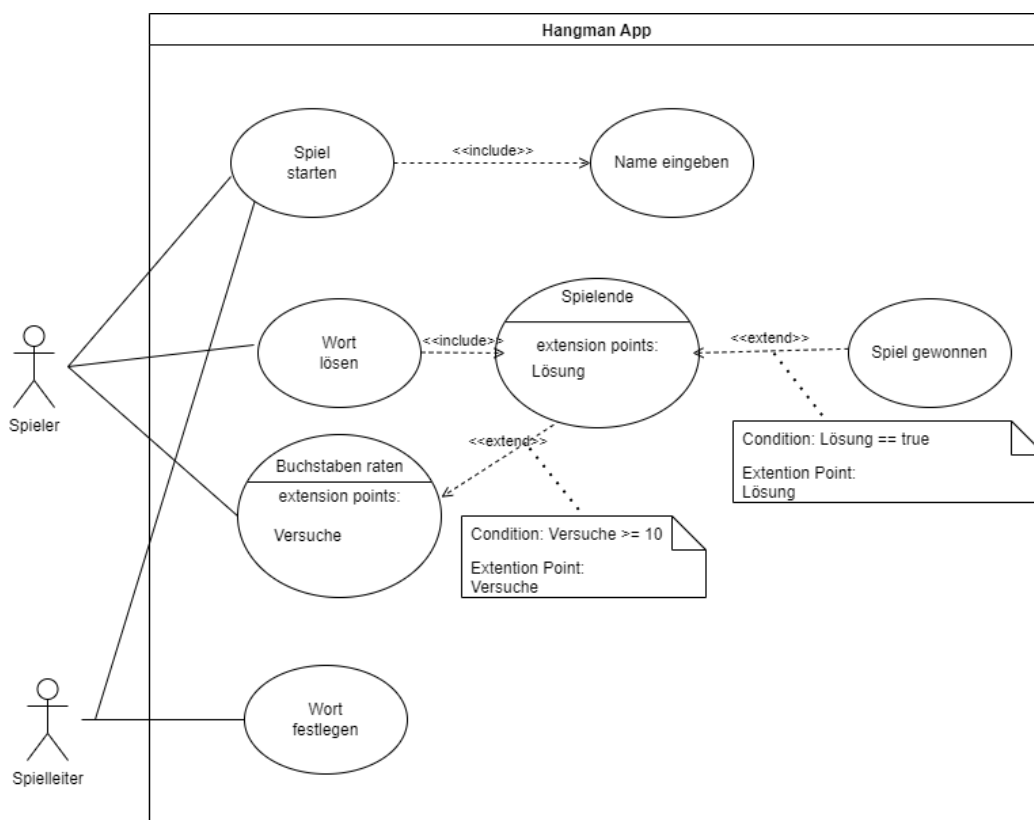 Hangman App
Spiel
starten
<<include>>
Name eingeben
Spielende
extension points:
Lösung
Wort
lösen
<<include>>
<<extend>>
Spiel gewonnen
Spieler
Condition: Lösung == true
Extention Point:
Lösung
Buchstaben raten
extension points:
Versuche
<<extend>>
Condition: Versuche >= 10
Extention Point:
Versuche
Wort
festlegen
Spielleiter